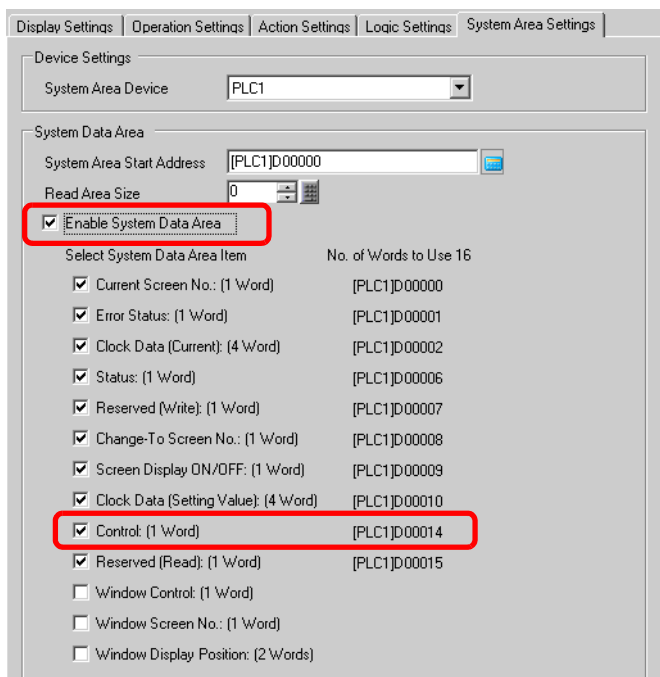 Display Settings Operation Settings Action Settings Logic Settings System Area Settings
Device Settings
System Area Device PLC1
System Data Area
System Area Start Address [PLC1]D00000
Read Area Size 0
Enable System Data Area
Select System Data Area Item No. of Words to Use 16
Current Screen No.: (1 Word) [PLC1]D00000
Error Status: (1 Word) [PLC1]D00001
Clock Data (Current): (4 Word) [PLC1]D00002
Status: (1 Word) [PLC1]D00006
Reserved (Write): (1 Word) [PLC1]D00007
Change-To Screen No.: (1 Word) [PLC1]D00008
Screen Display ON/OFF: (1 Word) [PLC1]D00009
Clock Data (Setting Value): (4 Word) [PLC1]D00010
Control: (1 Word) [PLC1]D00014
Reserved (Read): (1 Word) [PLC1]D00015
Window Control: (1 Word)
Window Screen No.: (1 Word)
Window Display Position: (2 Words)